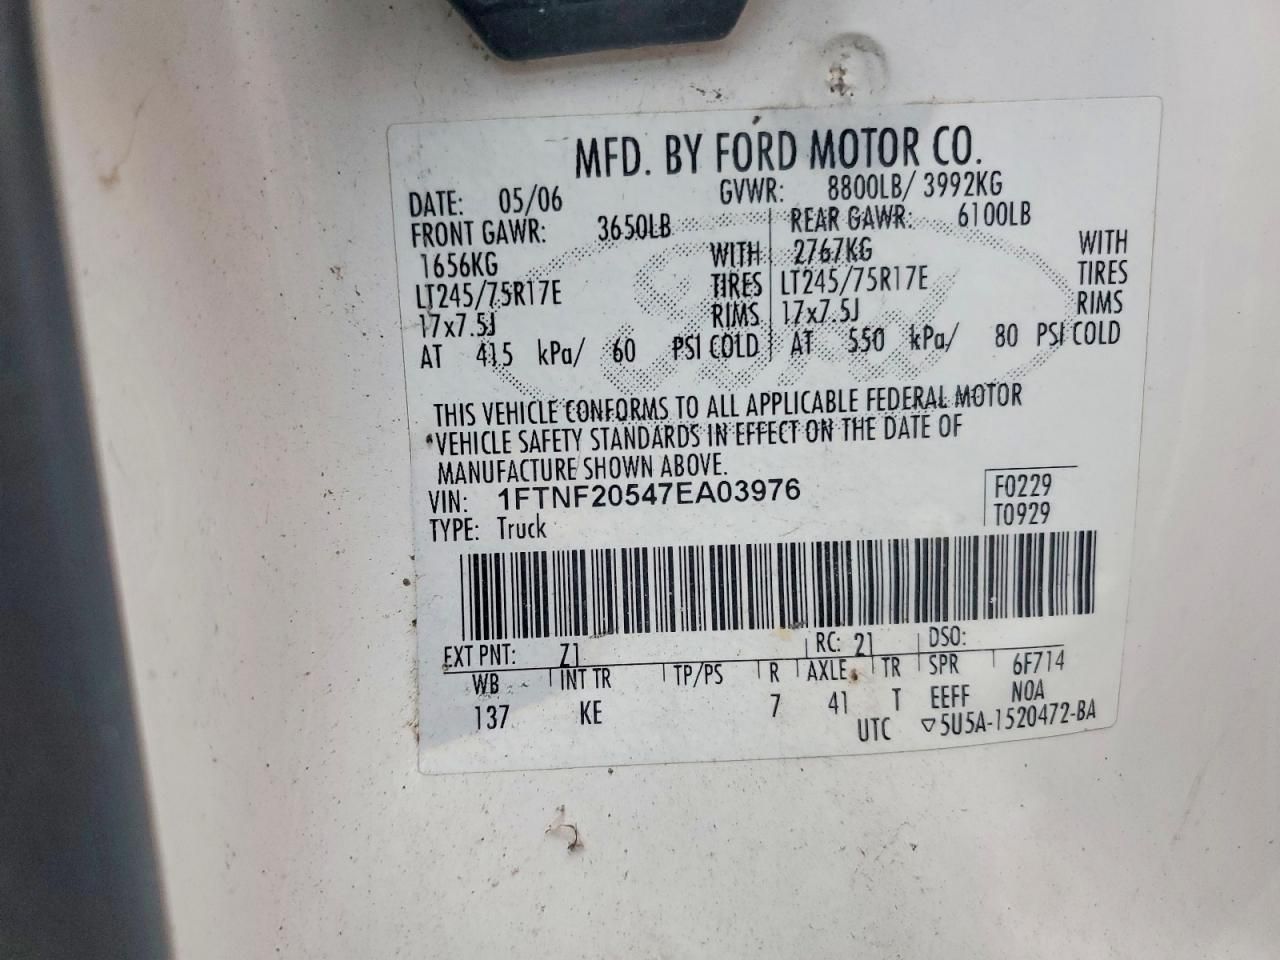 MFD. BY FORD MOTOR CO.
DATE: 05/06 GVWR: 8800LB/ 3992KG
FRONT GAWR: 3650LB REAR GAWR: 6100LB
1656KG WITH 2767KG WITH
LT245/75R17E TIRES LT245/75R17E TIRES
17x7.5J RIMS 17x7.5J RIMS
AT 415 kPa/ 60 PSI COLD AT 550 kPa/ 80 PSI COLD
THIS VEHICLE CONFORMS TO ALL APPLICABLE FEDERAL MOTOR
VEHICLE SAFETY STANDARDS IN EFFECT ON THE DATE OF
MANUFACTURE SHOWN ABOVE.
VIN: 1FTNF20547EA03976 F0229
TYPE: Truck T0929
EXT PNT: Z1 RC: 21 DSO:
WB INT TR TP/PS R AXLE TR SPR 6F714
137 KE 7 41 T EEFF NOA
UTC ▽5U5A-1520472-BA